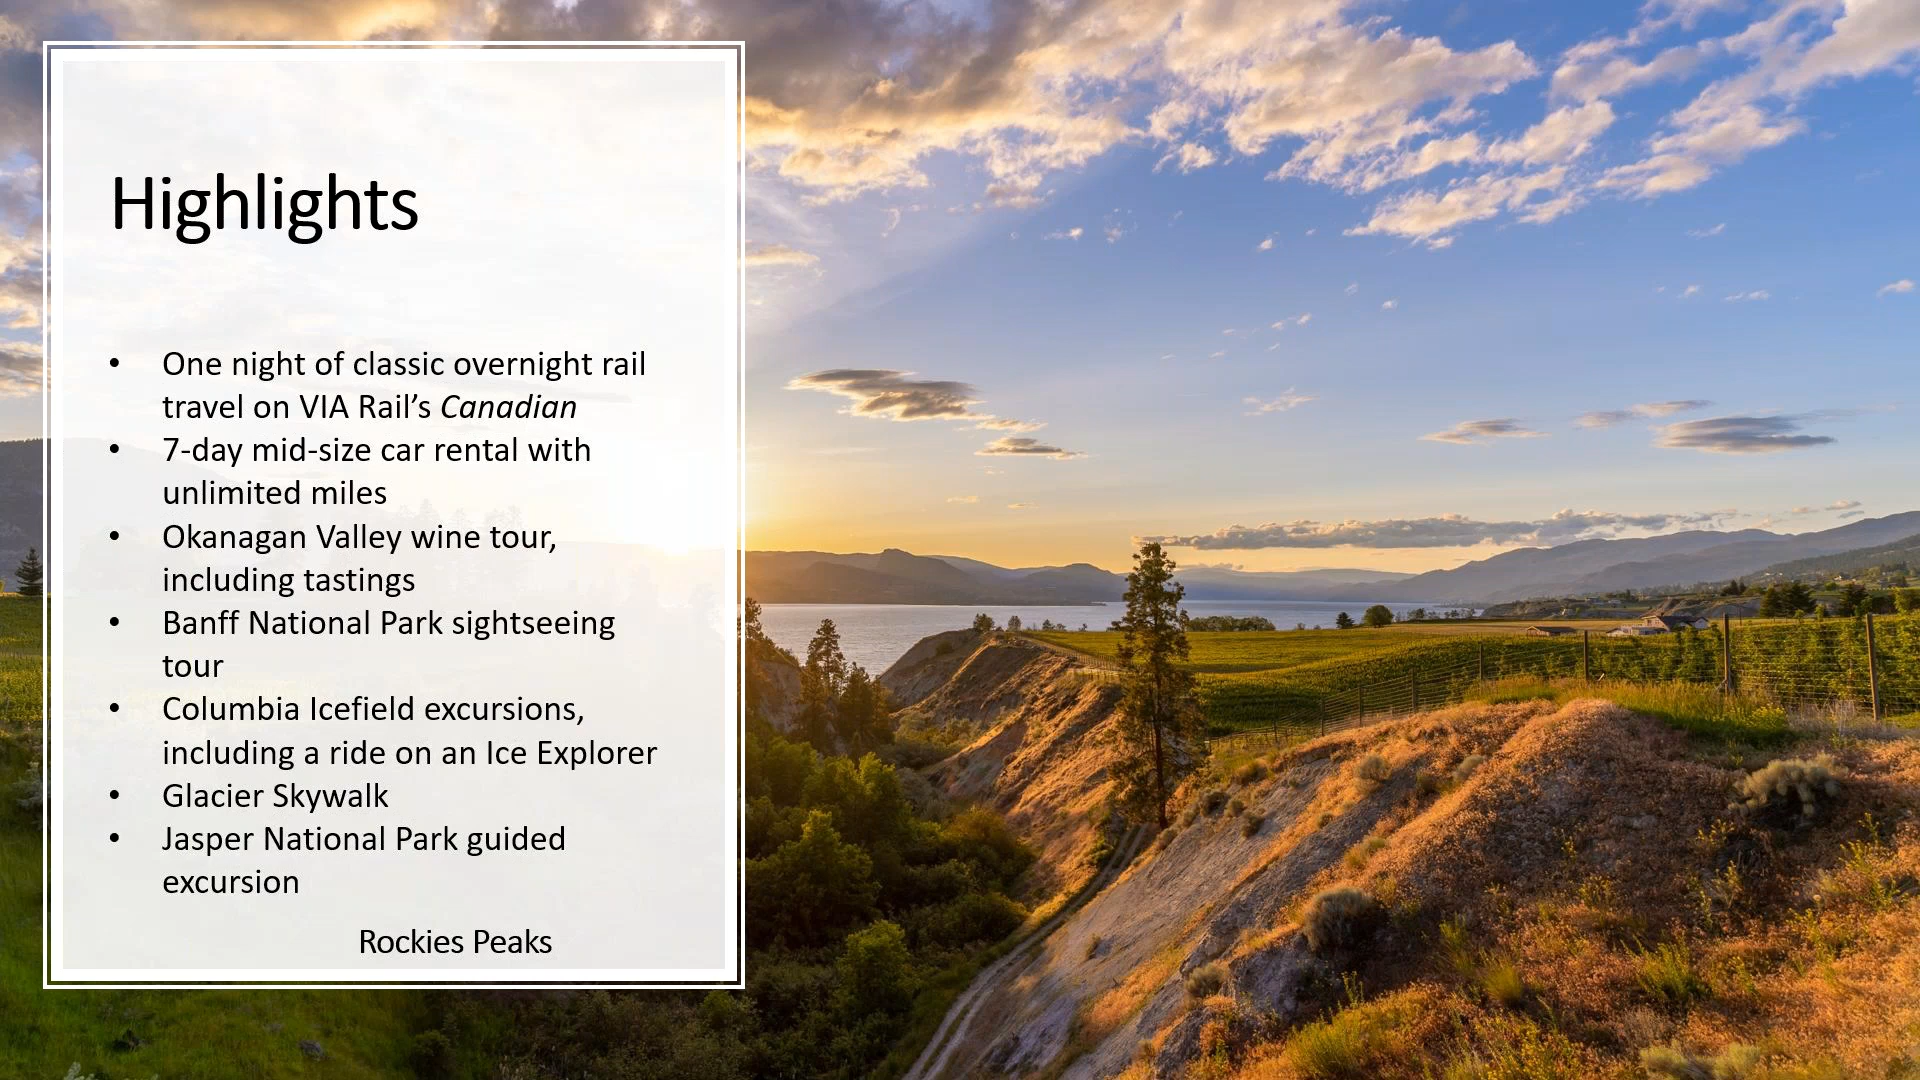 Highlights
• One night of classic overnight rail
travel on VIA Rail’s Canadian
• 7-day mid-size car rental with
unlimited miles
• Okanagan Valley wine tour,
including tastings
• Banff National Park sightseeing
tour
• Columbia Icefield excursions,
including a ride on an Ice Explorer
• Glacier Skywalk
• Jasper National Park guided
excursion
Rockies Peaks